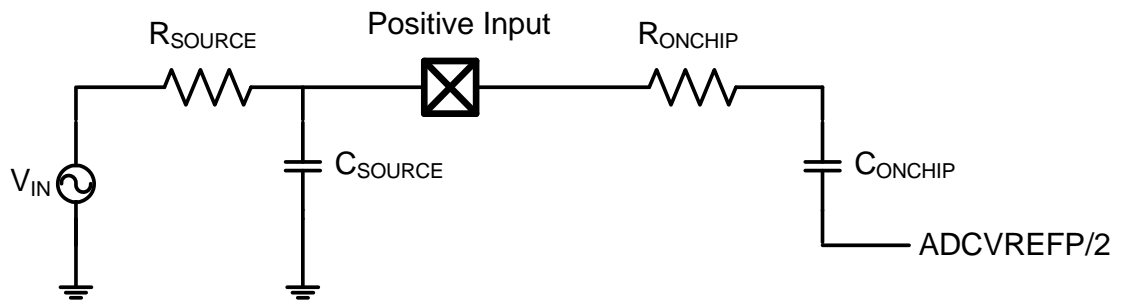 Positive Input
RSOURCE
RONCHIP
VIN
CSOURCE
CONCHIP
ADCVREFP/2